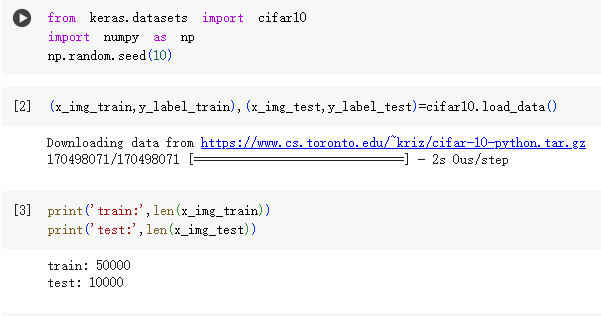 from keras.datasets import cifar10
import numpy as np
np.random.seed(10)
[2] (x_img_train,y_label_train),(x_img_test,y_label_test)=cifar10.load_data()
Downloading data from https://www.cs.toronto.edu/~kriz/cifar-10-python.tar.gz
170498071/170498071 [==============================] - 2s 0us/step
[3] print('train:',len(x_img_train))
print('test:',len(x_img_test))
train: 50000
test: 10000